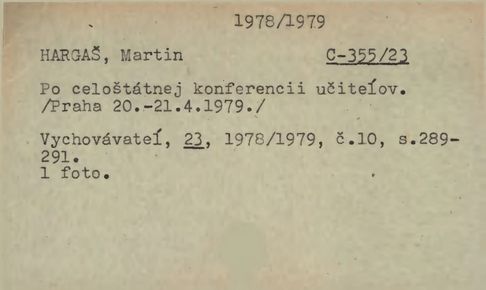 1978/1979
HARGAŠ, Martin C-355/23
Po celoštátnej konferencii učiteľov.
/Praha 20.-21.4.1979./
Vychovávateľ, 23, 1978/1979, č.10, s.289-
291.
1 foto.